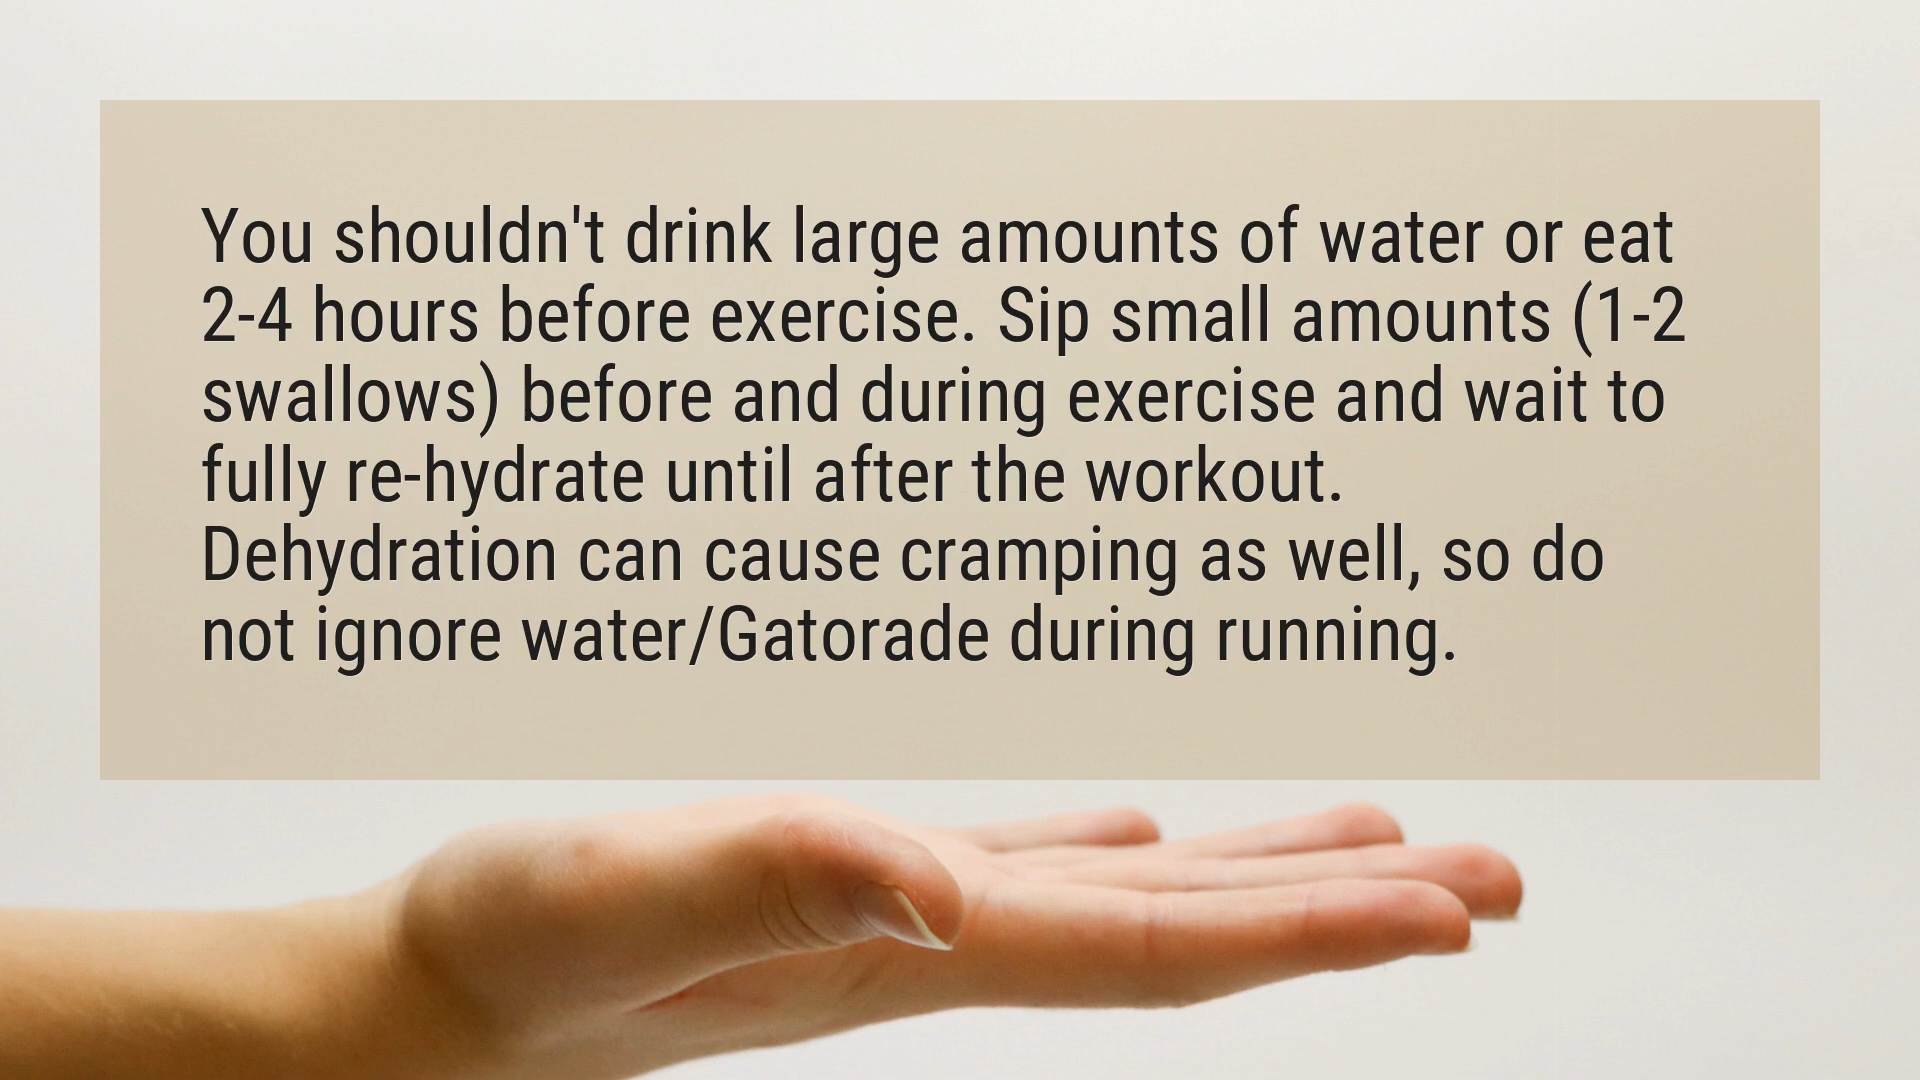 You shouldn't drink large amounts of water or eat
2-4 hours before exercise. Sip small amounts (1-2
swallows) before and during exercise and wait to
fully re-hydrate until after the workout.
Dehydration can cause cramping as well, so do
not ignore water/Gatorade during running.